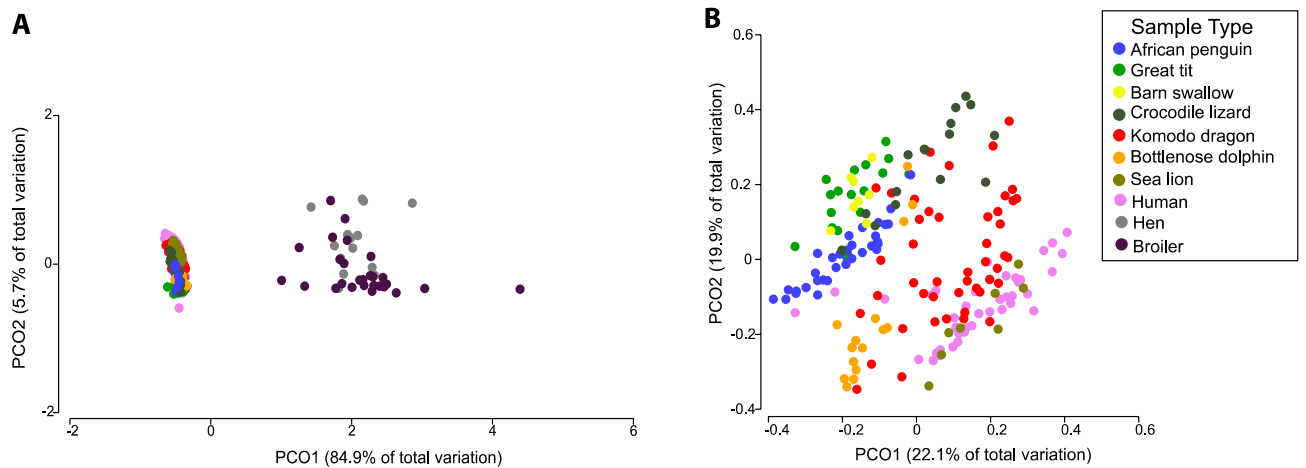 A
2
0
-2
-2
0
2
4
6
PCO2 (5.7% of total variation)
PCO1 (84.9% of total variation)
B
0.6
0.4
0.2
0
-0.2
-0.4
-0.4
-0.2
0
0.2
0.4
0.6
PCO2 (19.9% of total variation)
PCO1 (22.1% of total variation)
Sample Type
African penguin
Great tit
Barn swallow
Crocodile lizard
Komodo dragon
Bottlenose dolphin
Sea lion
Human
Hen
Broiler